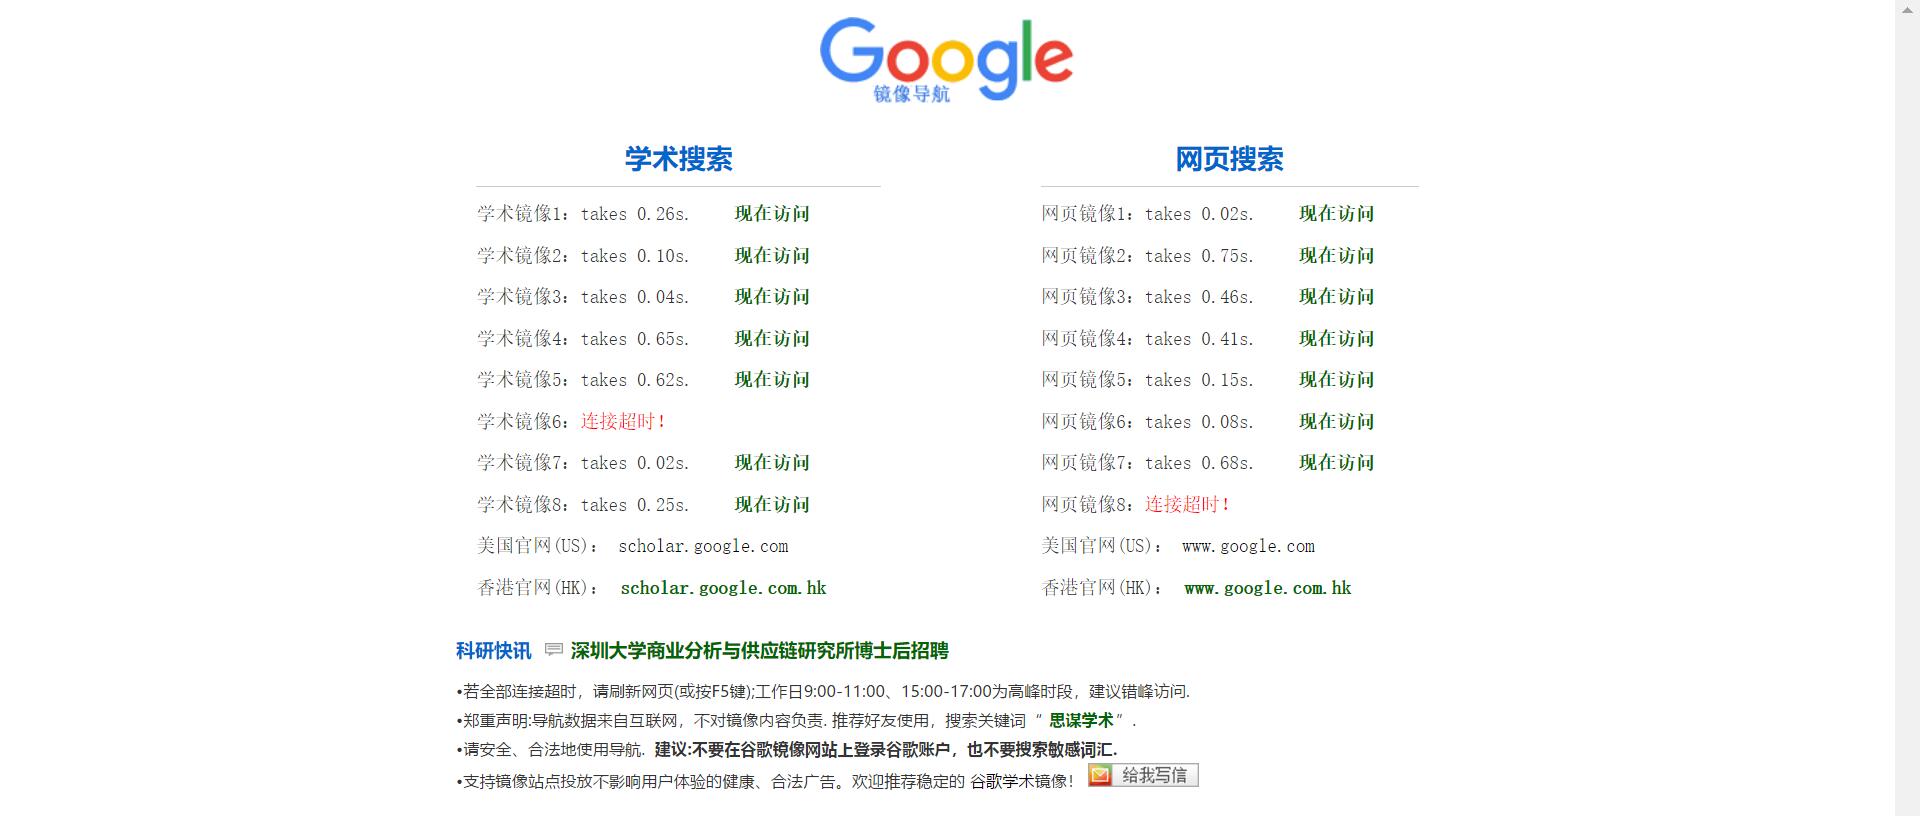 Google
镜像导航
学术搜索
学术镜像1：takes 0.26s. 现在访问
学术镜像2：takes 0.10s. 现在访问
学术镜像3：takes 0.04s. 现在访问
学术镜像4：takes 0.65s. 现在访问
学术镜像5：takes 0.62s. 现在访问
学术镜像6：连接超时！
学术镜像7：takes 0.02s. 现在访问
学术镜像8：takes 0.25s. 现在访问
美国官网(US)： scholar.google.com
香港官网(HK)： scholar.google.com.hk
网页搜索
网页镜像1：takes 0.02s. 现在访问
网页镜像2：takes 0.75s. 现在访问
网页镜像3：takes 0.46s. 现在访问
网页镜像4：takes 0.41s. 现在访问
网页镜像5：takes 0.15s. 现在访问
网页镜像6：takes 0.08s. 现在访问
网页镜像7：takes 0.68s. 现在访问
网页镜像8：连接超时！
美国官网(US)： www.google.com
香港官网(HK)： www.google.com.hk
科研快讯 深圳大学商业分析与供应链研究所博士后招聘
•若全部连接超时，请刷新网页(或按F5键);工作日9:00-11:00、15:00-17:00为高峰时段，建议错峰访问.
•郑重声明:导航数据来自互联网，不对镜像内容负责. 推荐好友使用，搜索关键词“ 思谋学术”.
•请安全、合法地使用导航. 建议:不要在谷歌镜像网站上登录谷歌账户，也不要搜索敏感词汇.
•支持镜像站点投放不影响用户体验的健康、合法广告。欢迎推荐稳定的 谷歌学术镜像！ 给我写信